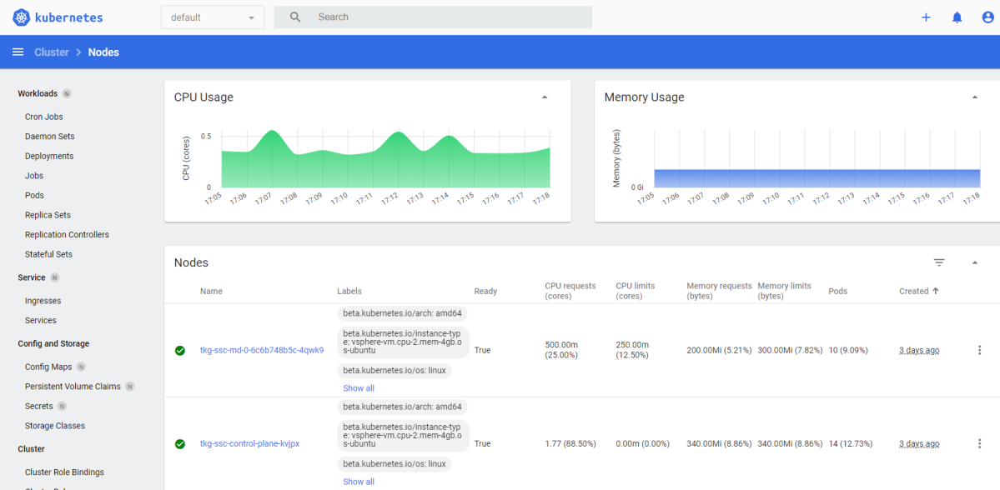 kubernetes
default
Search
Cluster > Nodes
Workloads N
Cron Jobs
Daemon Sets
Deployments
Jobs
Pods
Replica Sets
Replication Controllers
Stateful Sets
Service N
Ingresses
Services
Config and Storage
Config Maps N
Persistent Volume Claims N
Secrets N
Storage Classes
Cluster
Cluster Role Bindings
CPU Usage
CPU (cores)
0.5
0
17:05 17:06 17:07 17:08 17:09 17:10 17:11 17:12 17:13 17:14 17:15 17:16 17:17 17:18
Memory Usage
Memory (bytes)
0 Gi
17:05 17:06 17:07 17:08 17:09 17:10 17:11 17:12 17:13 17:14 17:15 17:16 17:17 17:18
Nodes
Name Labels Ready CPU requests (cores) CPU limits (cores) Memory requests (bytes) Memory limits (bytes) Pods Created
beta.kubernetes.io/arch: amd64
beta.kubernetes.io/instance-typ
e: vsphere-vm.cpu-2.mem-4gb.o
s-ubuntu
beta.kubernetes.io/os: linux
Show all
tkg-ssc-md-0-6c6b748b5c-4qwk9 True 500.00m (25.00%) 250.00m (12.50%) 200.00Mi (5.21%) 300.00Mi (7.82%) 10 (9.09%) 3 days ago
beta.kubernetes.io/arch: amd64
beta.kubernetes.io/instance-typ
e: vsphere-vm.cpu-2.mem-4gb.o
s-ubuntu
beta.kubernetes.io/os: linux
Show all
tkg-ssc-control-plane-kvjpx True 1.77 (88.50%) 0.00m (0.00%) 340.00Mi (8.86%) 340.00Mi (8.86%) 14 (12.73%) 3 days ago